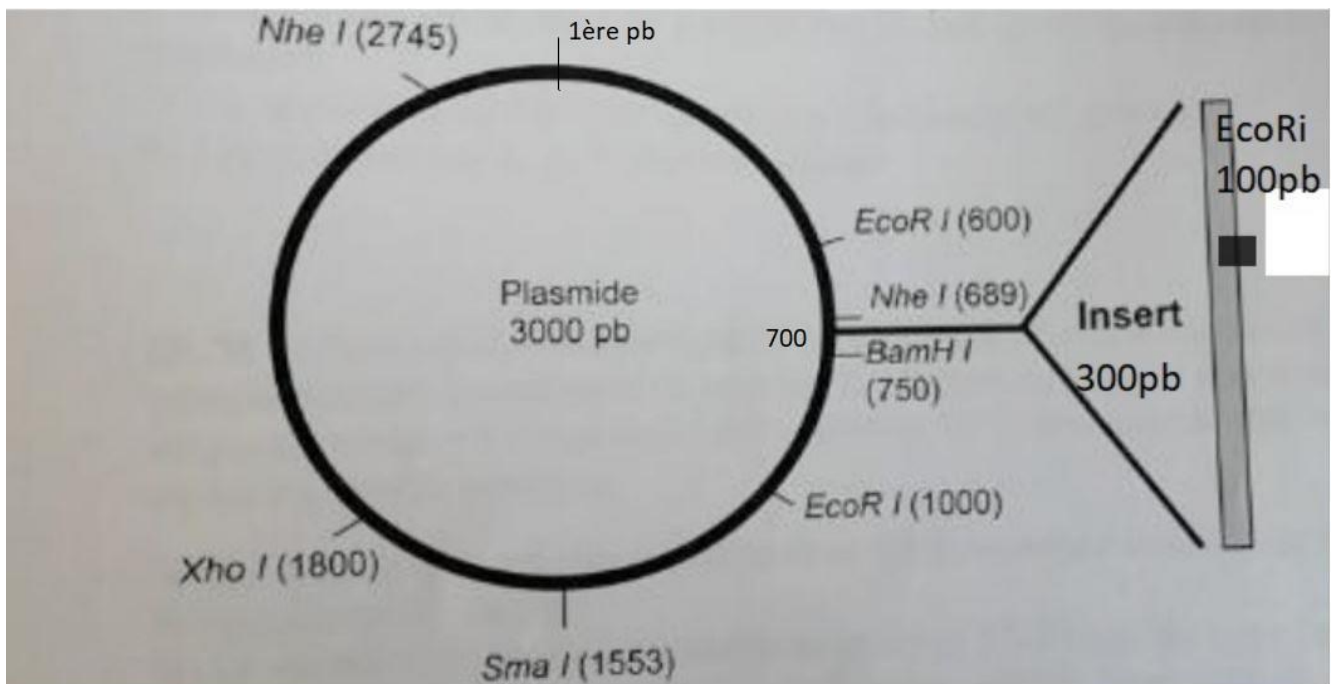 Nhe I (2745)
1ère pb
EcoR I (600)
Nhe I (689)
700
BamH I
(750)
EcoR I (1000)
Sma I (1553)
Xho I (1800)
Plasmide
3000 pb
Insert
300pb
EcoRi
100pb